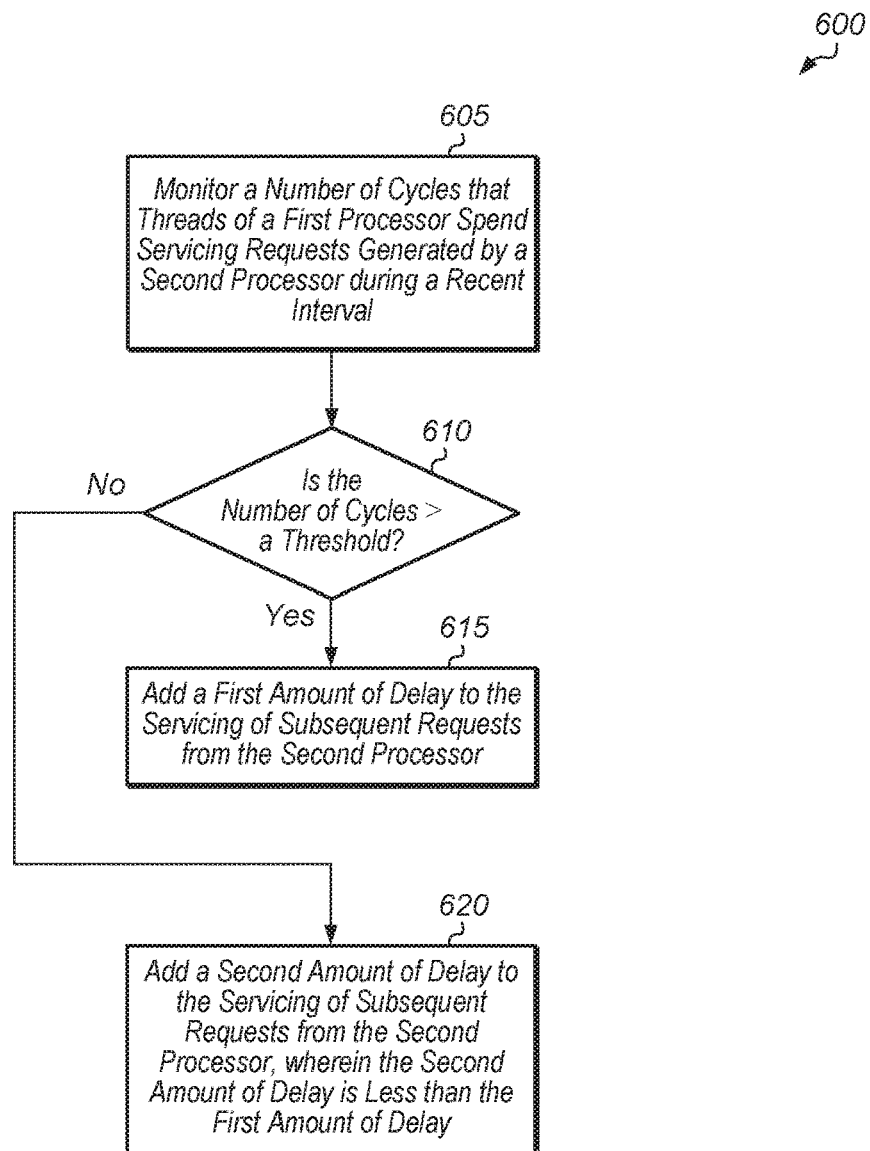 600
605
Monitor a Number of Cycles that
Threads of a First Processor Spend
Servicing Requests Generated by a
Second Processor during a Recent
Interval
610
No
Is the
Number of Cycles >
a Threshold?
Yes
615
Add a First Amount of Delay to the
Servicing of Subsequent Requests
from the Second Processor
620
Add a Second Amount of Delay to
the Servicing of Subsequent
Requests from the Second
Processor, wherein the Second
Amount of Delay is Less than the
First Amount of Delay